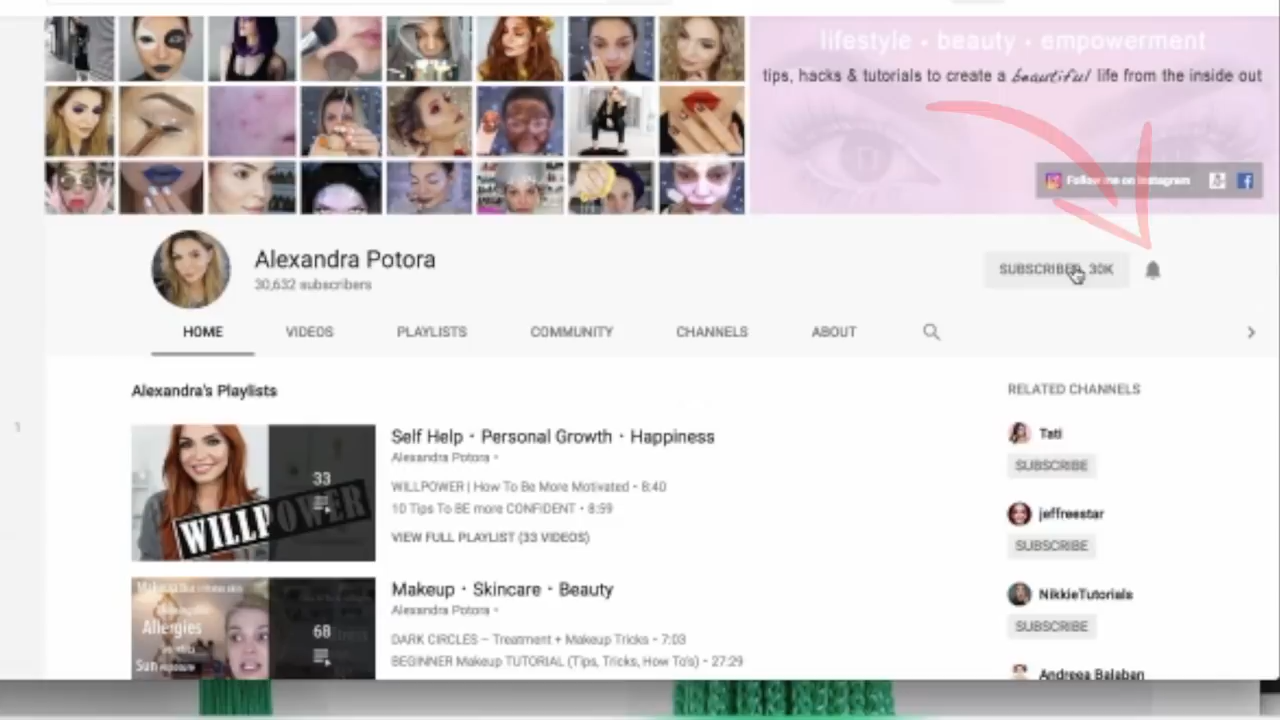 lifestyle • beauty • empowerment
tips, hacks & tutorials to create a beautiful life from the inside out
Follow me on Instagram
Alexandra Potora
30,632 subscribers
SUBSCRIBED 30K
HOME VIDEOS PLAYLISTS COMMUNITY CHANNELS ABOUT
Alexandra's Playlists
33
WILLPOWER
Self Help • Personal Growth • Happiness
Alexandra Potora •
WILLPOWER | How To Be More Motivated • 8:40
10 Tips To BE more CONFIDENT • 8:59
VIEW FULL PLAYLIST (33 VIDEOS)
Allergies
Sun
68
Makeup • Skincare • Beauty
Alexandra Potora •
DARK CIRCLES – Treatment + Makeup Tricks • 7:03
BEGINNER Makeup TUTORIAL (Tips, Tricks, How To's) • 27:29
RELATED CHANNELS
Tati
SUBSCRIBE
jeffreestar
SUBSCRIBE
NikkieTutorials
SUBSCRIBE
Andreea Balaban
1